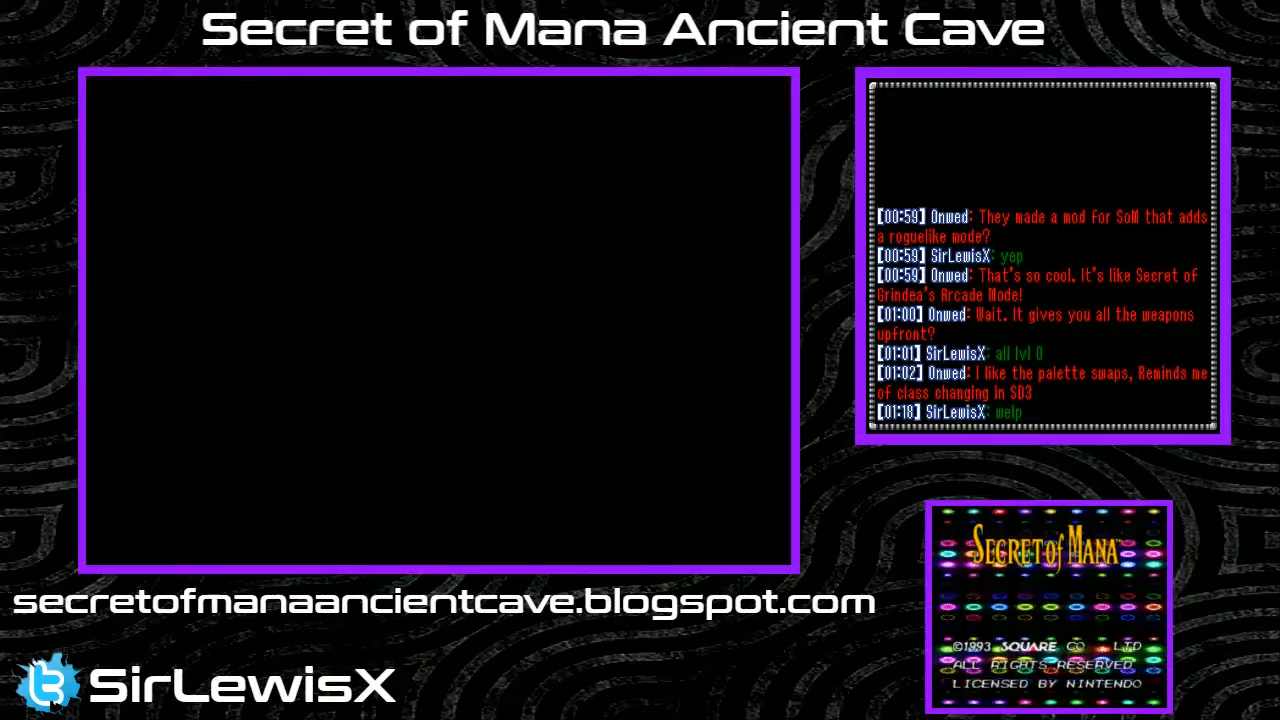 Secret of Mana Ancient Cave
[00:59] Onwed: They made a mod for SoM that adds
a roguelike mode?
[00:59] SirLewisX: yep
[00:59] Onwed: That's so cool. It's like Secret of
Grindea's Arcade Mode!
[01:00] Onwed: Wait. It gives you all the weapons
upfront?
[01:01] SirLewisX: all lvl 0
[01:02] Onwed: I like the palette swaps, Reminds me
of class changing in SD3
[01:18] SirLewisX: welp
SECRET OF MANA™
©1993 SQUARE CO LTD
ALL RIGHTS RESERVED
LICENSED BY NINTENDO
secretofmanaancientcave.blogspot.com
SirLewisX